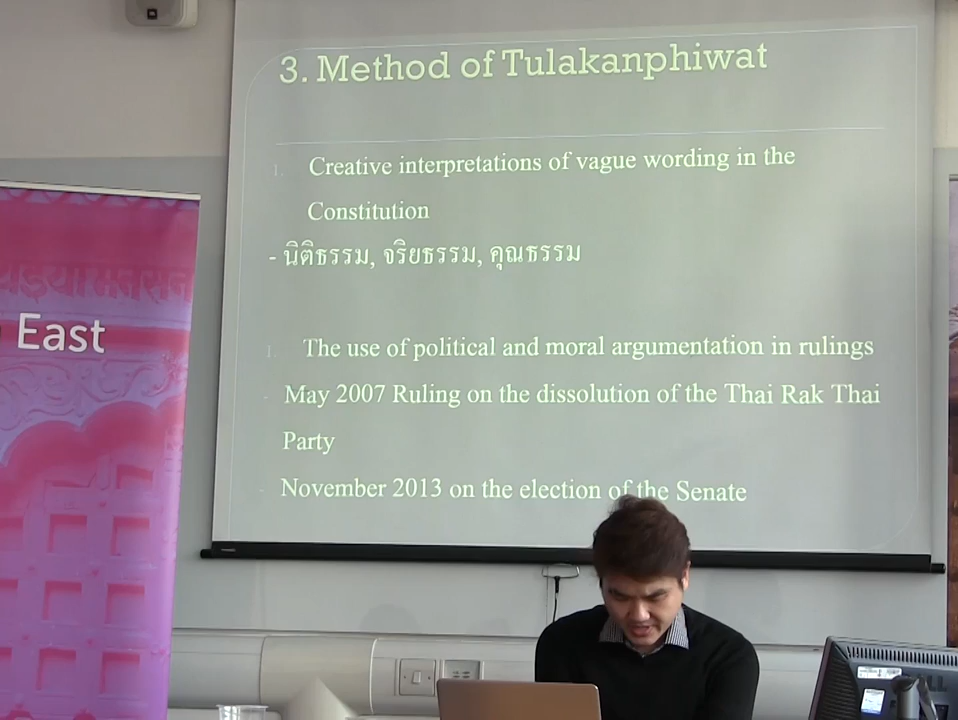 3. Method of Tulakanphiwat
1. Creative interpretations of vague wording in the
Constitution
- นิติธรรม, จริยธรรม, คุณธรรม
1. The use of political and moral argumentation in rulings
- May 2007 Ruling on the dissolution of the Thai Rak Thai
Party
- November 2013 on the election of the Senate
East
DELL